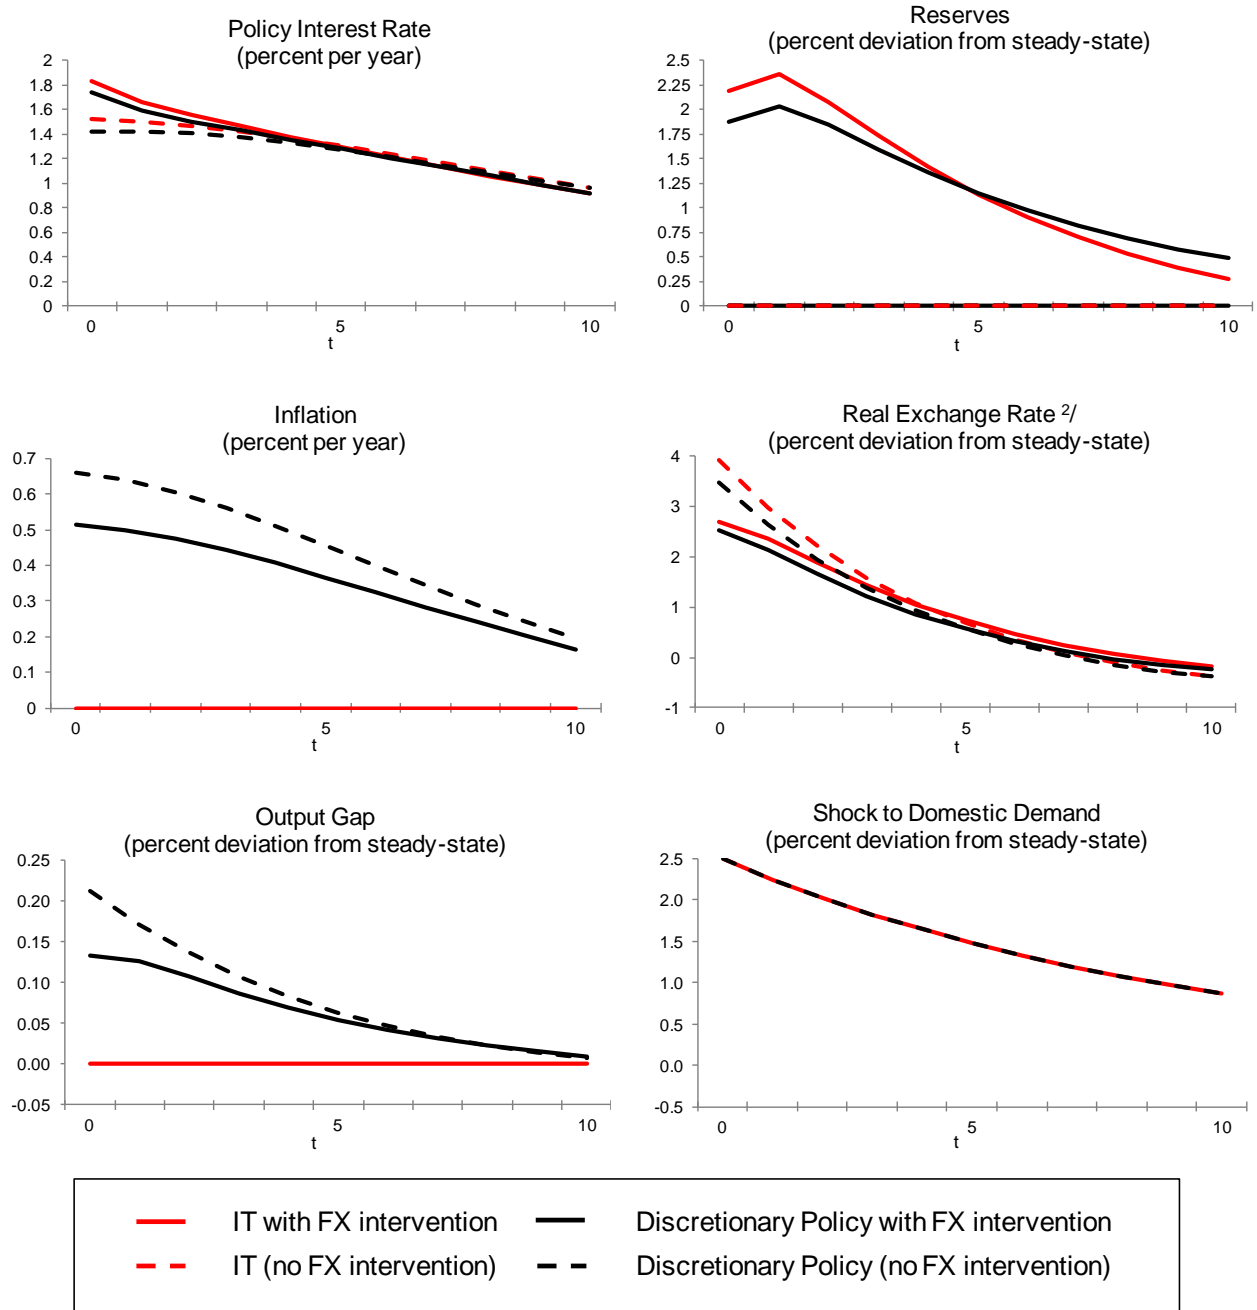 Policy Interest Rate
(percent per year)
2
1.8
1.6
1.4
1.2
1
0.8
0.6
0.4
0.2
0
0 5 10
t
Reserves
(percent deviation from steady-state)
2.5
2.25
2
1.75
1.5
1.25
1
0.75
0.5
0.25
0
0 5 10
t
Inflation
(percent per year)
0.7
0.6
0.5
0.4
0.3
0.2
0.1
0
0 5 10
t
Real Exchange Rate 2/
(percent deviation from steady-state)
4
3
2
1
0
-1
0 5 10
t
Output Gap
(percent deviation from steady-state)
0.25
0.20
0.15
0.10
0.05
0.00
-0.05
0 5 10
t
Shock to Domestic Demand
(percent deviation from steady-state)
2.5
2.0
1.5
1.0
0.5
0.0
-0.5
0 5 10
t
IT with FX intervention Discretionary Policy with FX intervention
IT (no FX intervention) Discretionary Policy (no FX intervention)